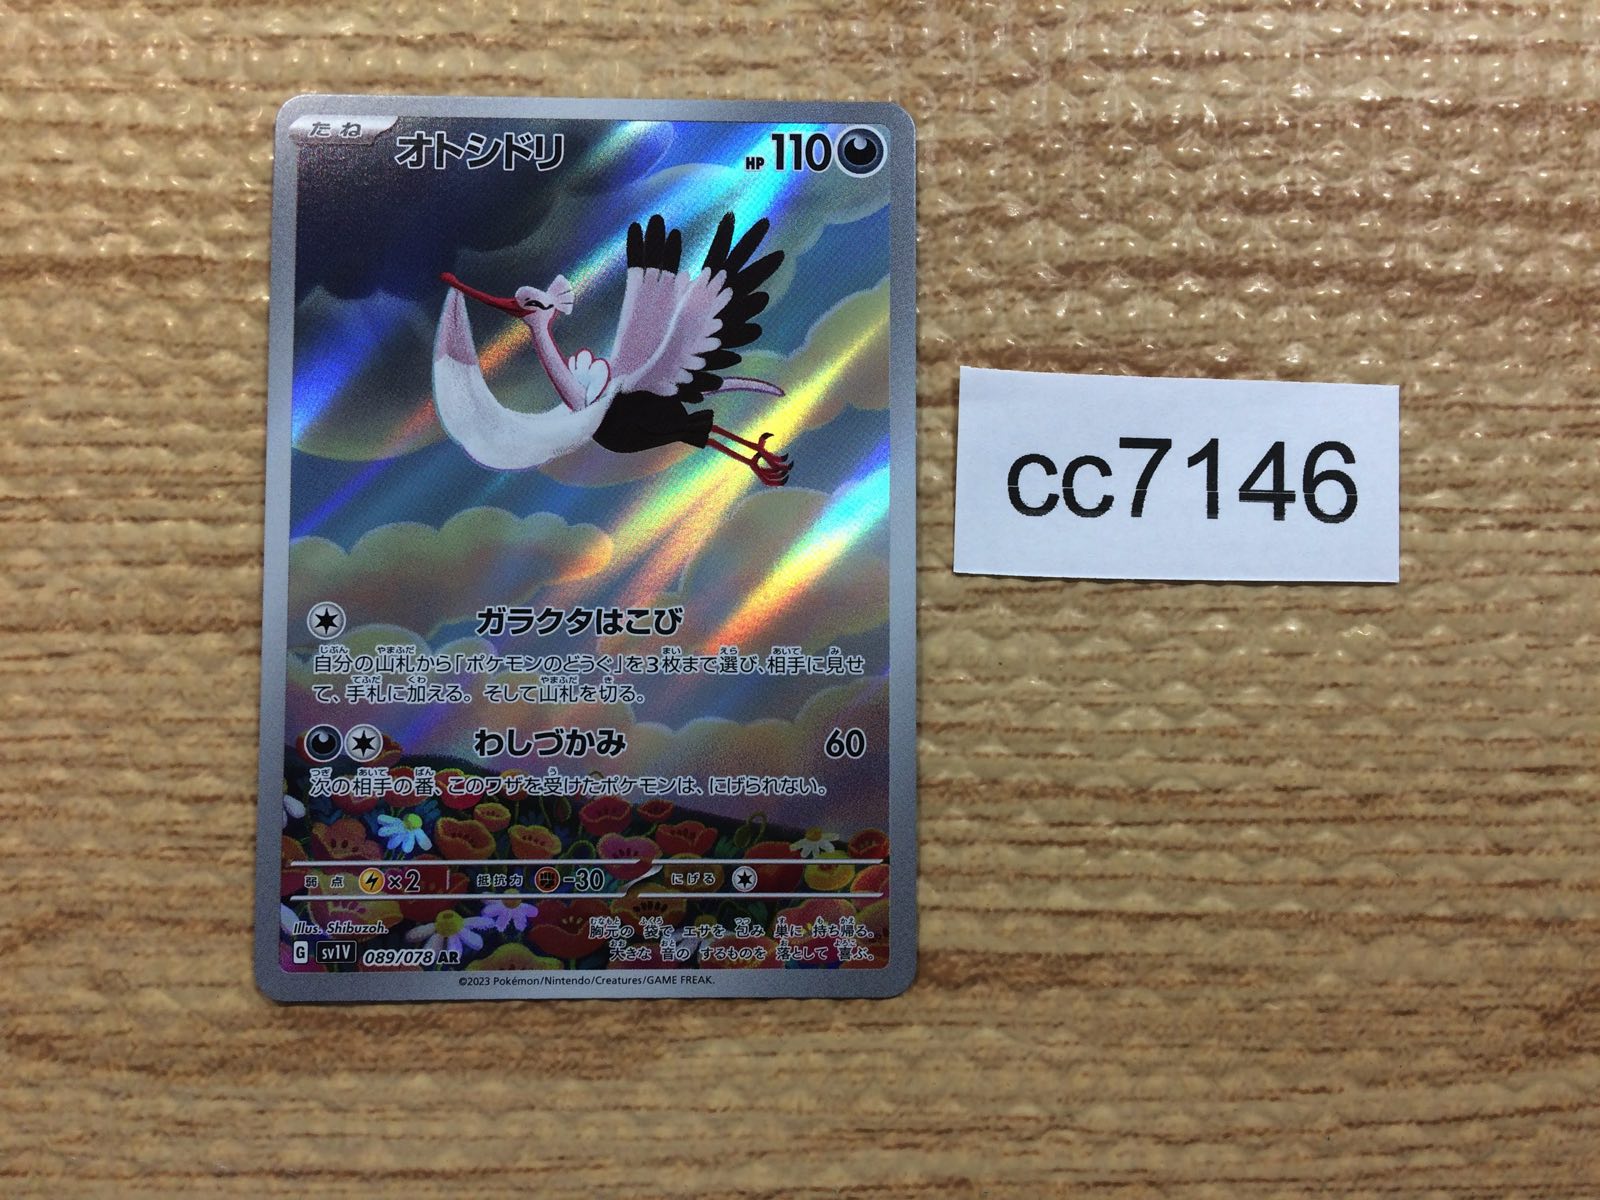 たね
オトシドリ
HP 110
ガラクタはこび
自分の山札から「ポケモンのどうぐ」を3枚まで選び、相手に見せ
て、手札に加える。そして山札を切る。
わしづかみ 60
次の相手の番、このワザを受けたポケモンは、にげられない。
弱点 ×2 抵抗力 -30 にげる
Illus. Shibuzoh.
G sv1V 089/078 AR
胸元の 袋で エサを 包み 巣に 持ち帰る。
大きな 音の するものを 落として 喜ぶ。
©2023 Pokémon/Nintendo/Creatures/GAME FREAK.
cc7146